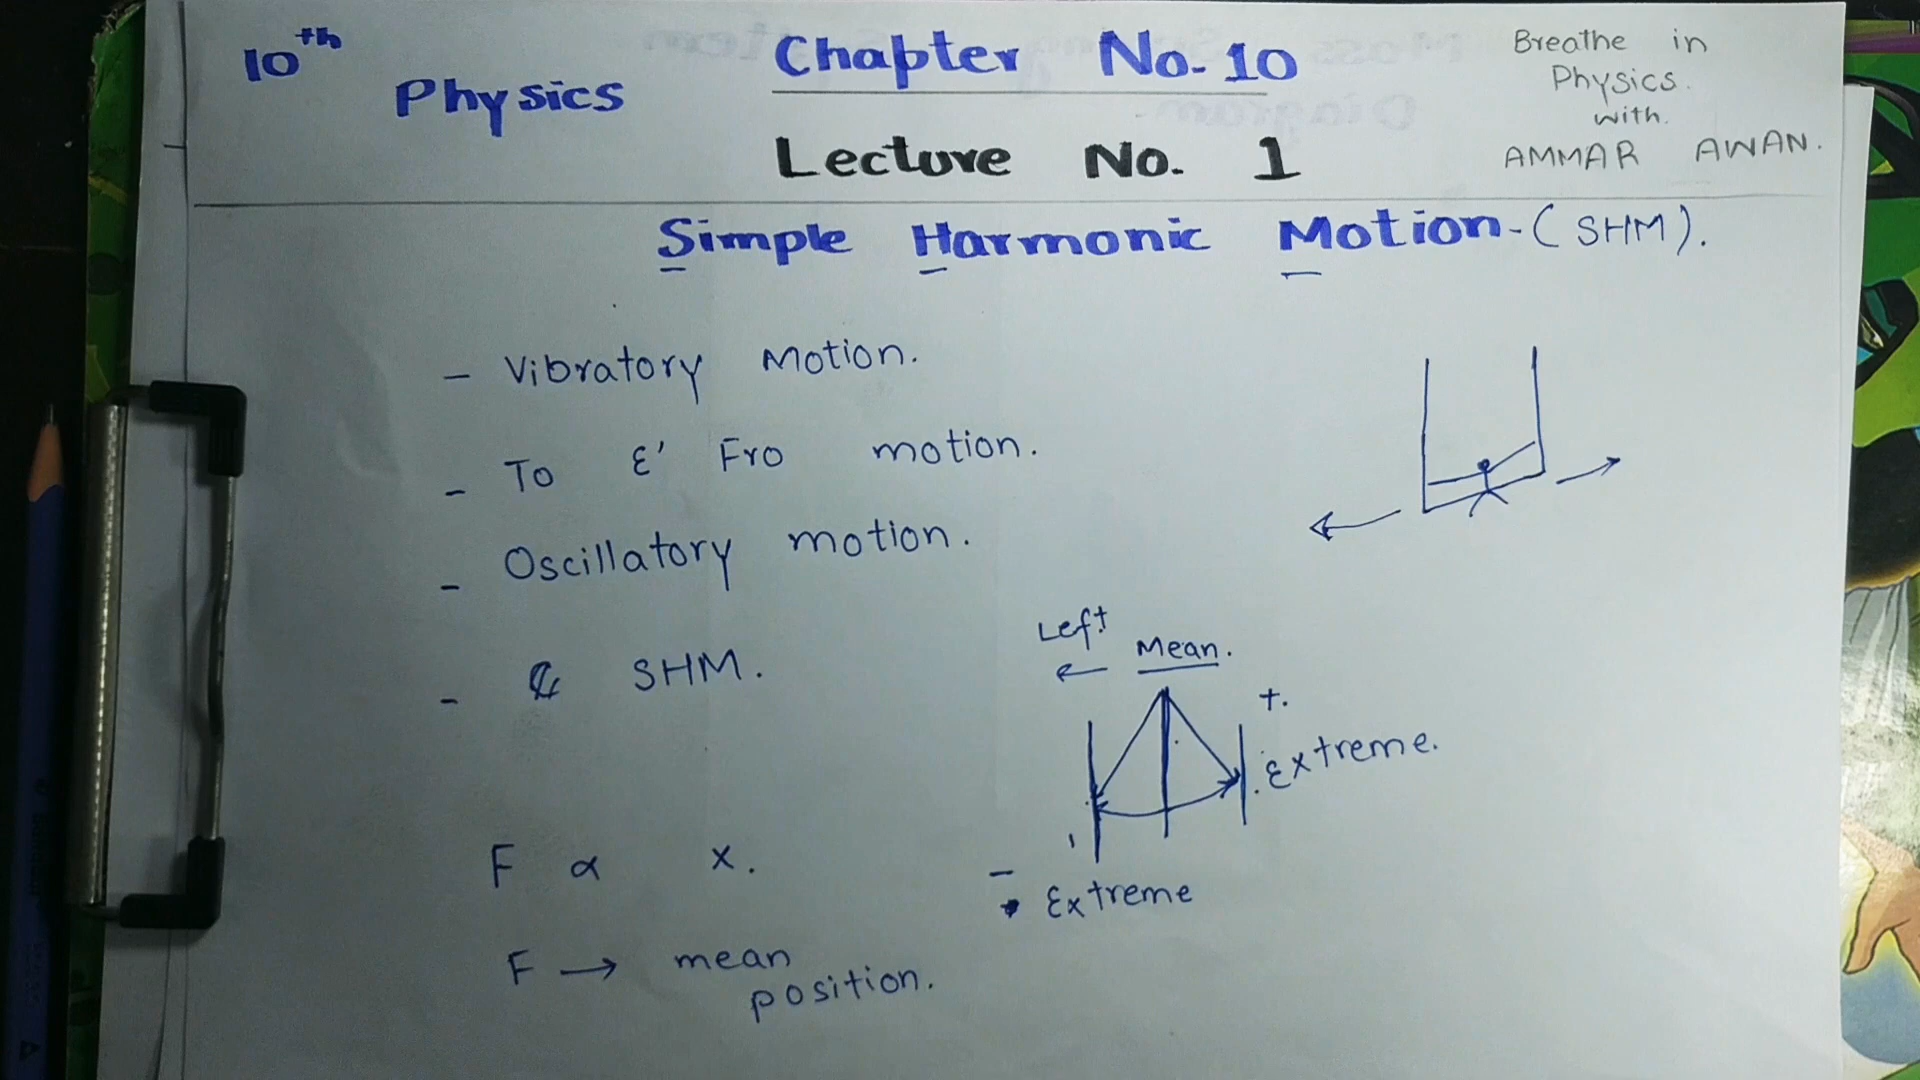 10th Physics
Chapter No. 10
Lecture No. 1
Breathe in
Physics.
with.
AMMAR AWAN.
Simple Harmonic Motion - (SHM).
- Vibratory Motion.
- To & Fro motion.
- Oscillatory motion.
- & SHM.
Left
← Mean.
+.
Extreme.
-
Extreme
F ∝ x.
F → mean
position.